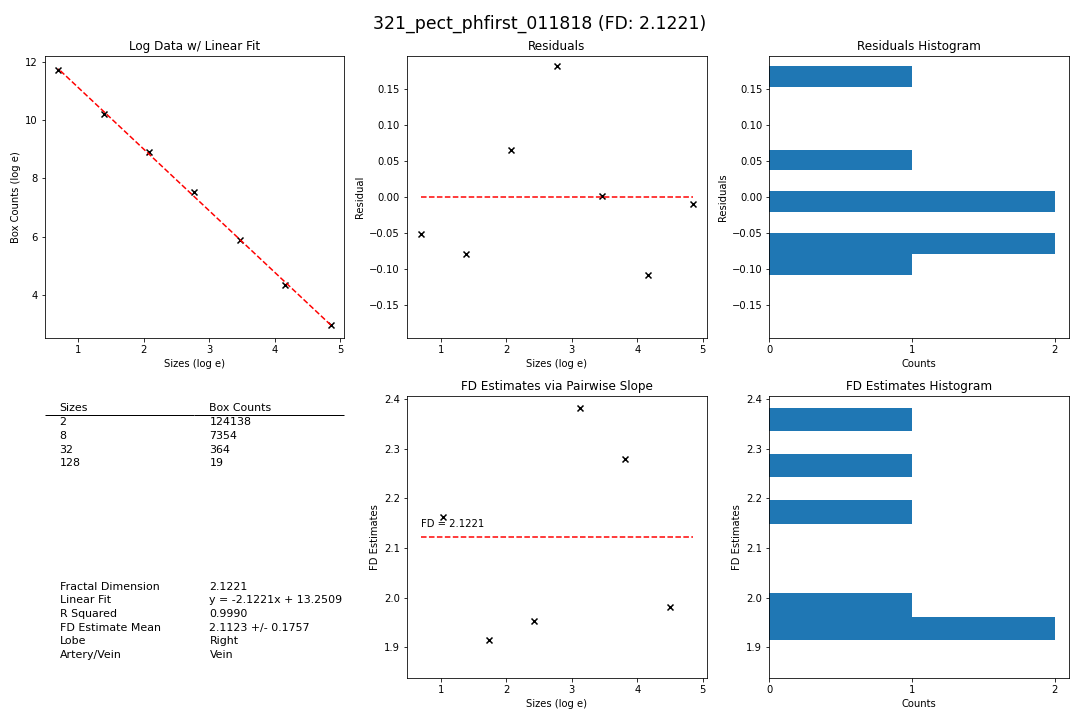 321_pect_phfirst_011818 (FD: 2.1221)
Log Data w/ Linear Fit
Box Counts (log e)
12
10
8
6
4
1 2 3 4 5
Sizes (log e)
Residuals
Residual
0.15
0.10
0.05
0.00
−0.05
−0.10
−0.15
1 2 3 4 5
Sizes (log e)
Residuals Histogram
Residuals
0.15
0.10
0.05
0.00
−0.05
−0.10
−0.15
0 1 2
Counts
Sizes Box Counts
2 124138
8 7354
32 364
128 19
Fractal Dimension 2.1221
Linear Fit y = -2.1221x + 13.2509
R Squared 0.9990
FD Estimate Mean 2.1123 +/- 0.1757
Lobe Right
Artery/Vein Vein
FD Estimates via Pairwise Slope
FD Estimates
2.4
2.3
2.2
2.1
2.0
1.9
FD = 2.1221
1 2 3 4 5
Sizes (log e)
FD Estimates Histogram
FD Estimates
2.4
2.3
2.2
2.1
2.0
1.9
0 1 2
Counts